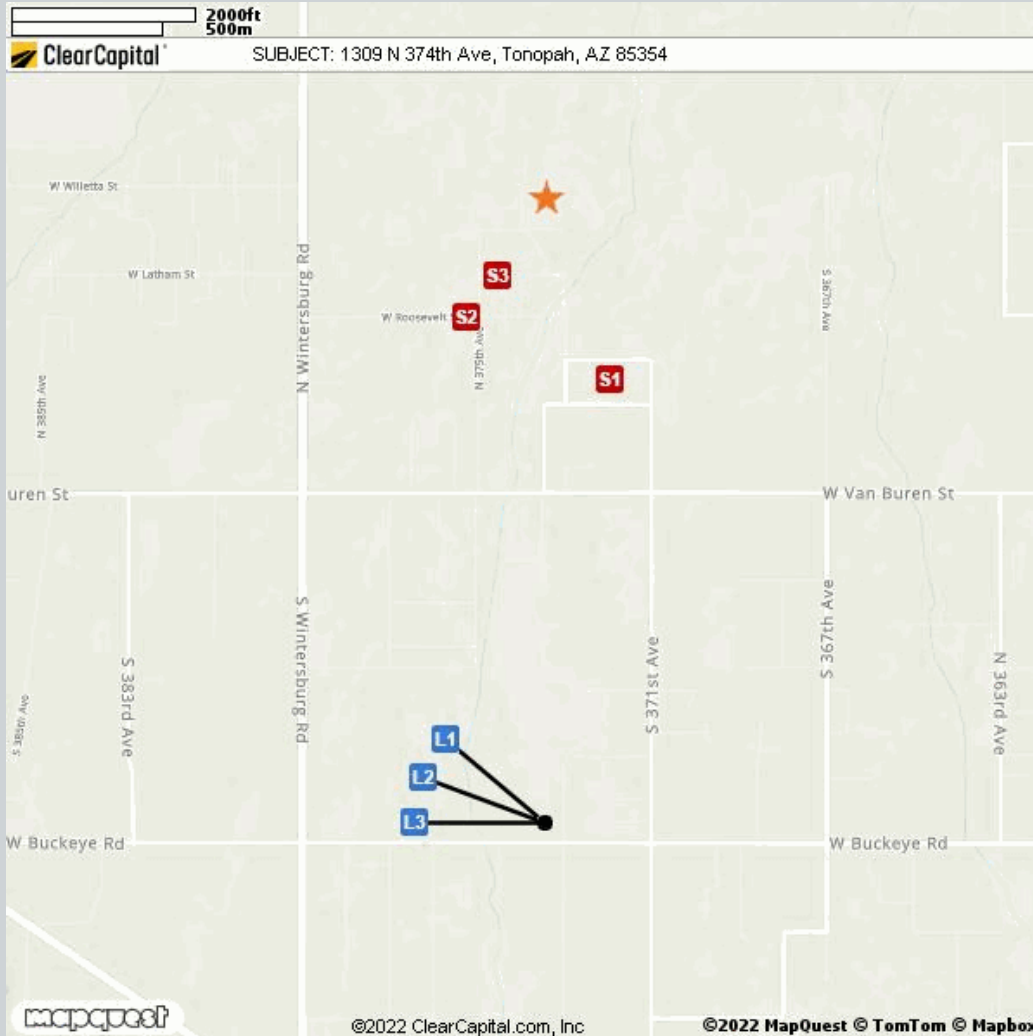 2000ft
500m
ClearCapital
SUBJECT: 1309 N 374th Ave, Tonopah, AZ 85354
W Willetta St
W Latham St
N Wintersburg Rd
S3
S 367th Ave
W Roosevelt
S2
N 375th Ave
S1
N 389th Ave
uren St
W Van Buren St
S Wintersburg Rd
S 367th Ave
S 383rd Ave
S 371st Ave
N 363rd Ave
S 385th Ave
L1
L2
L3
W Buckeye Rd
W Buckeye Rd
mapquest
©2022 ClearCapital.com, Inc
©2022 MapQuest © TomTom © Mapbox